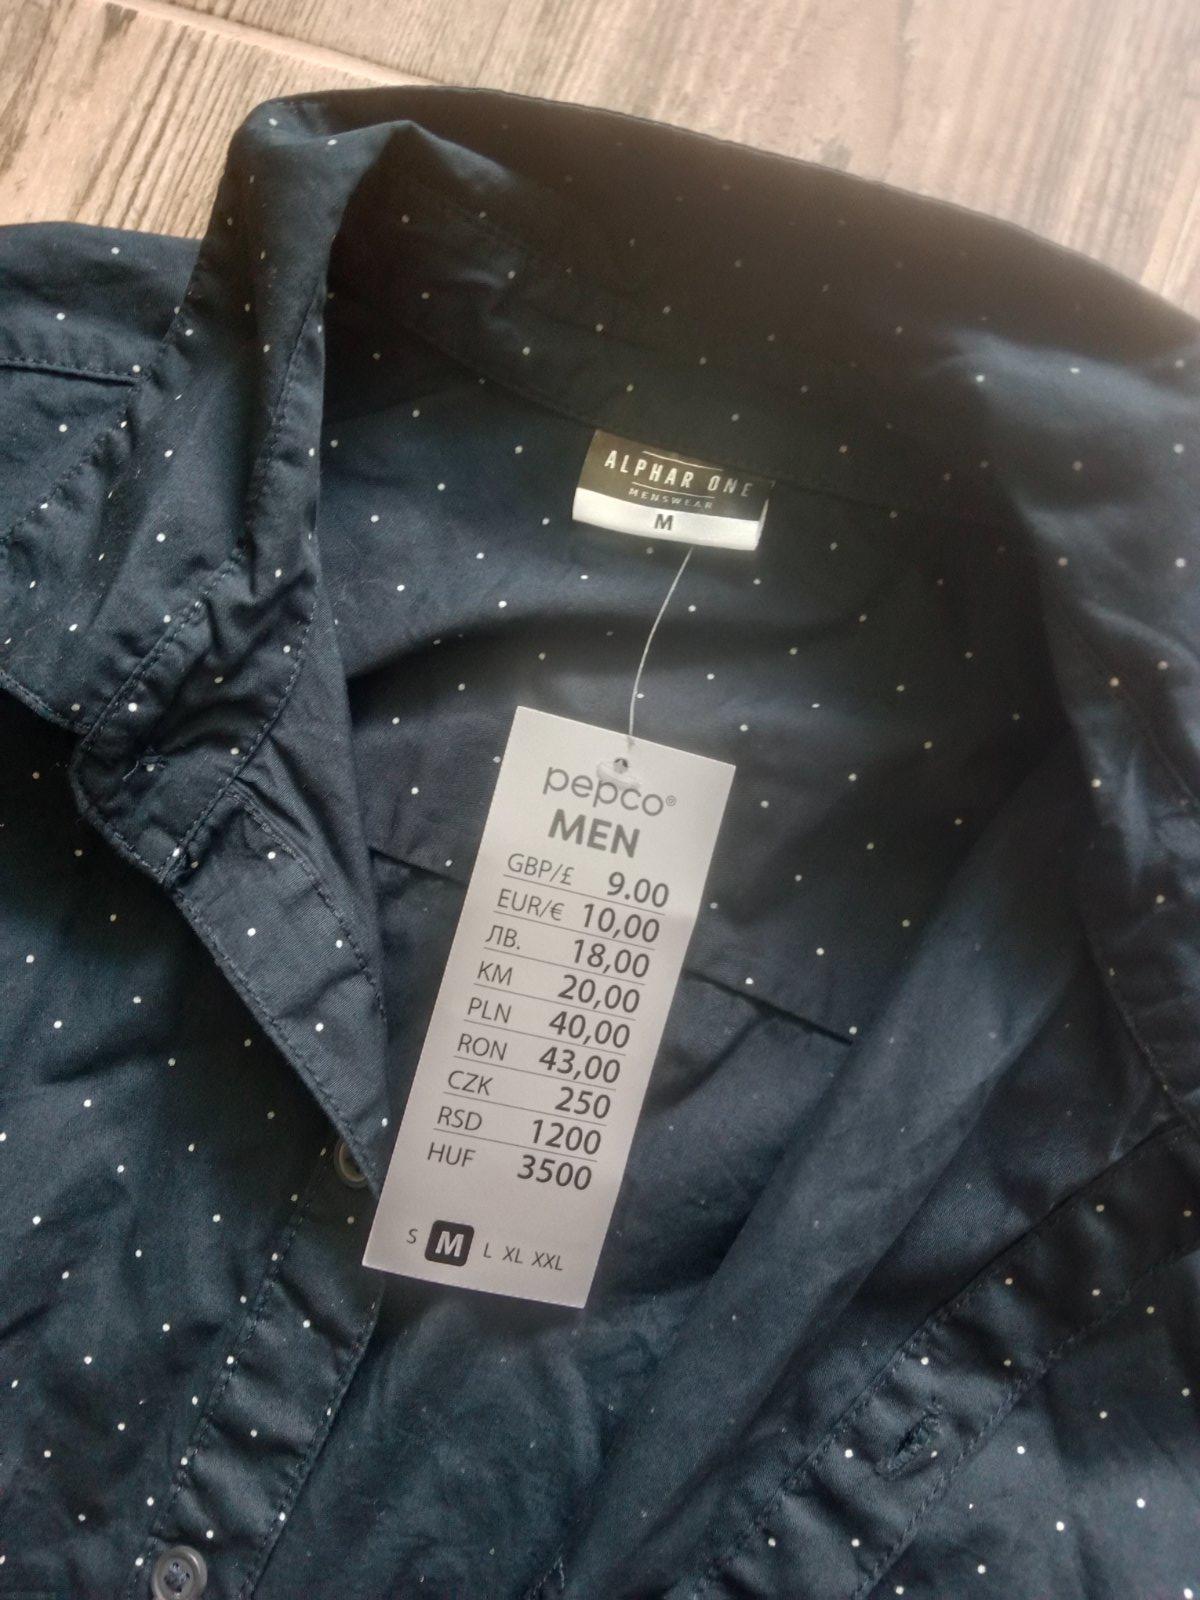 ALPHAR ONE
MENSWEAR
M
pepco®
MEN
GBP/£ 9.00
EUR/€ 10,00
ЛВ. 18,00
KM 20,00
PLN 40,00
RON 43,00
CZK 250
RSD 1200
HUF 3500
S M L XL XXL